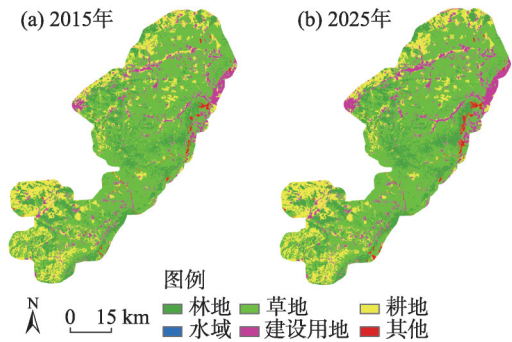 (a) 2015年
(b) 2025年
图例
林地 草地 耕地
水域 建设用地 其他
N
0 15 km